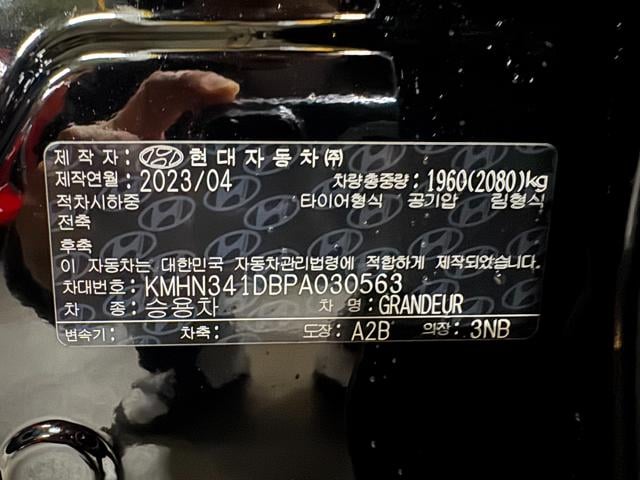 제 작 자 : 현대자동차㈜
제작연월 : 2023/04 차량총중량 : 1960(2080)kg
적차시하중 타이어형식 공기압 림형식
전축
후축
이 자동차는 대한민국 자동차관리법령에 적합하게 제작되었습니다.
차대번호 : KMHN341DBPA030563
차 종 : 승용차 차 명 : GRANDEUR
변속기 : 차축 : 도장 : A2B 의장 : 3NB